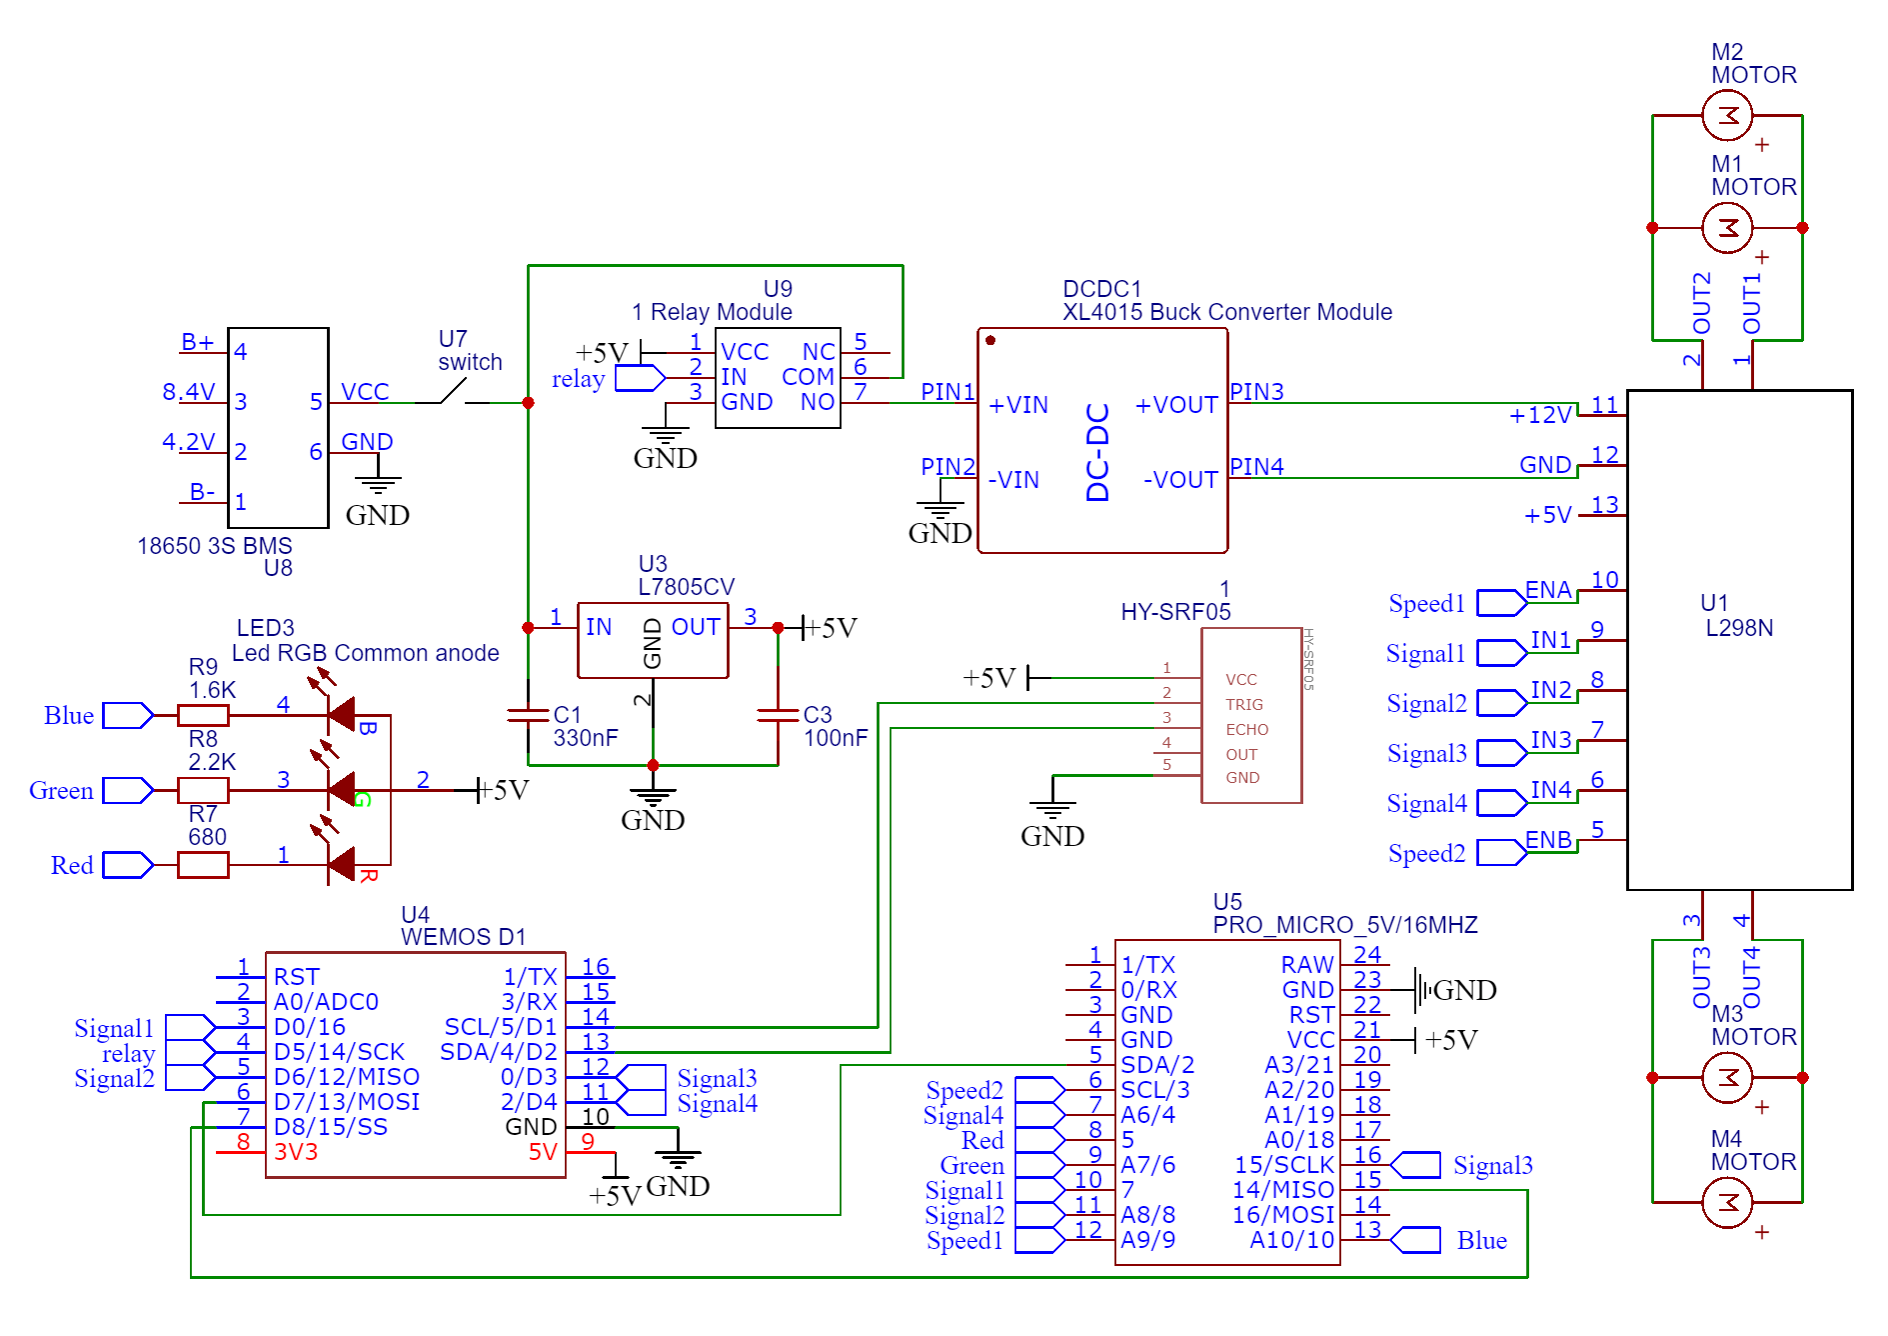 M2
MOTOR
M
+
M1
MOTOR
M
+
OUT2
OUT1
2
1
U9
1 Relay Module
+5V
relay
1
2
3
VCC
IN
GND
NC
COM
NO
5
6
7
GND
DCDC1
XL4015 Buck Converter Module
PIN1
PIN2
+VIN
-VIN
DC-DC
+VOUT
-VOUT
PIN3
PIN4
GND
B+
8.4V
4.2V
B-
4
3
2
1
5
6
VCC
GND
GND
18650 3S BMS
U8
U7
switch
U3
L7805CV
1
IN
GND
OUT
3
2
+5V
C1
330nF
C3
100nF
GND
1
HY-SRF05
HY-SRF05
+5V
1
2
3
4
5
VCC
TRIG
ECHO
OUT
GND
GND
+12V
GND
+5V
11
12
13
Speed1
ENA
10
Signal1
IN1
9
Signal2
IN2
8
Signal3
IN3
7
Signal4
IN4
6
Speed2
ENB
5
U1
L298N
LED3
Led RGB Common anode
Blue
R9
1.6K
4
B
Green
R8
2.2K
3
G
2
+5V
Red
R7
680
1
R
U4
WEMOS D1
1 RST
2 A0/ADC0
Signal1 3 D0/16
relay 4 D5/14/SCK
Signal2 5 D6/12/MISO
6 D7/13/MOSI
7 D8/15/SS
8 3V3
1/TX 16
3/RX 15
SCL/5/D1 14
SDA/4/D2 13
0/D3 12 Signal3
2/D4 11 Signal4
GND 10
5V 9
+5V
GND
U5
PRO_MICRO_5V/16MHZ
1 1/TX
2 0/RX
3 GND
4 GND
5 SDA/2
Speed2 6 SCL/3
Signal4 7 A6/4
Red 8 5
Green 9 A7/6
Signal1 10 7
Signal2 11 A8/8
Speed1 12 A9/9
RAW 24
GND 23 GND
RST 22
VCC 21 +5V
A3/21 20
A2/20 19
A1/19 18
A0/18 17
15/SCLK 16 Signal3
14/MISO 15
16/MOSI 14
A10/10 13 Blue
3
4
OUT3
OUT4
M3
MOTOR
M
+
M4
MOTOR
M
+